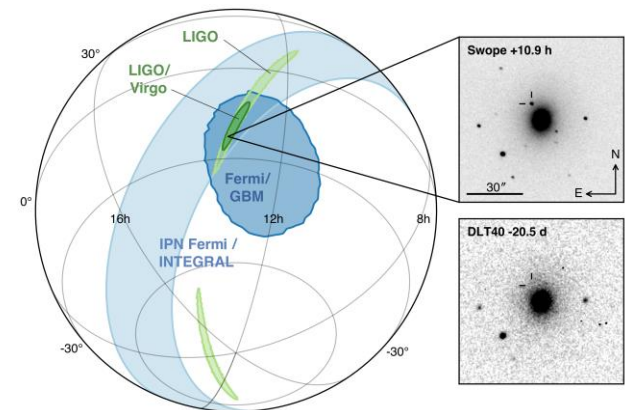 LIGO
30°
LIGO/
Virgo
Fermi/
GBM
0°
16h
12h
8h
IPN Fermi /
INTEGRAL
-30°
-30°
Swope +10.9 h
N
30"
E
DLT40 -20.5 d